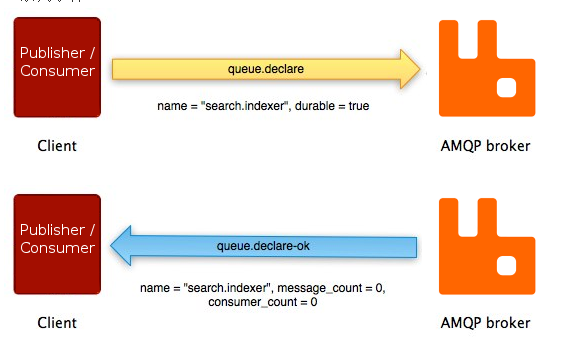 Publisher /
Consumer
queue.declare
name = "search.indexer", durable = true
Client
AMQP broker
Publisher /
Consumer
queue.declare-ok
name = "search.indexer", message_count = 0,
consumer_count = 0
Client
AMQP broker